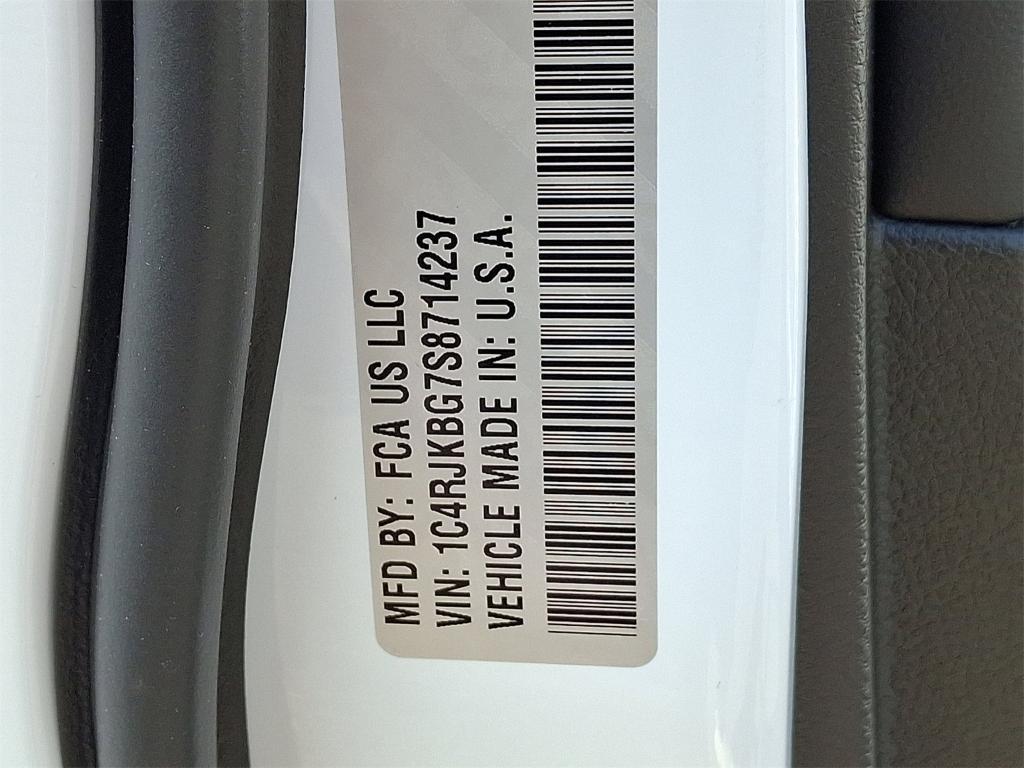 MFD BY: FCA US LLC
VIN: 1C4RJKBG7S8714237
VEHICLE MADE IN: U.S.A.